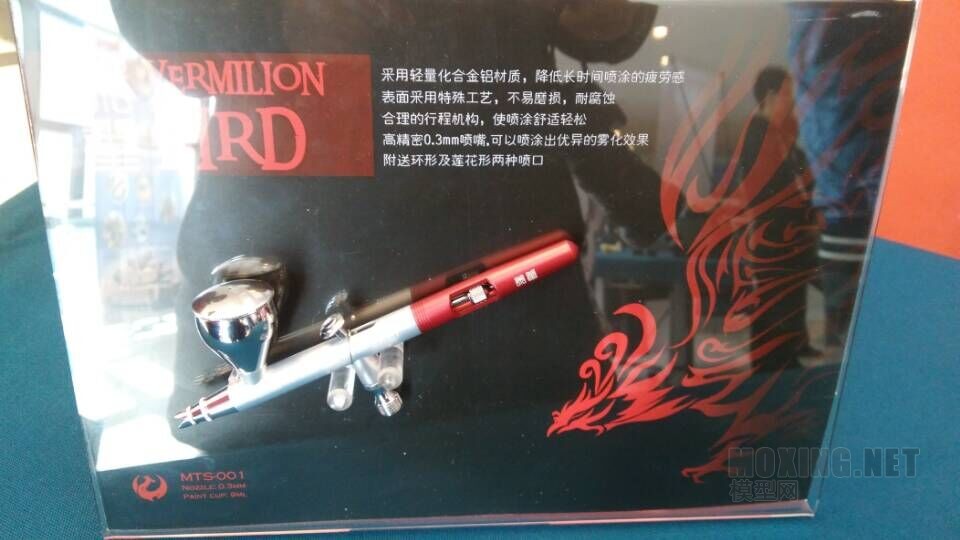 VERMILION
BIRD
采用轻量化合金铝材质，降低长时间喷涂的疲劳感
表面采用特殊工艺，不易磨损，耐腐蚀
合理的行程机构，使喷涂舒适轻松
高精密0.3mm喷嘴,可以喷涂出优异的雾化效果
附送环形及莲花形两种喷口
MTS-001
NOZZLE: 0.3MM
PAINT CUP: 9ML
MOXING.NET
模型网